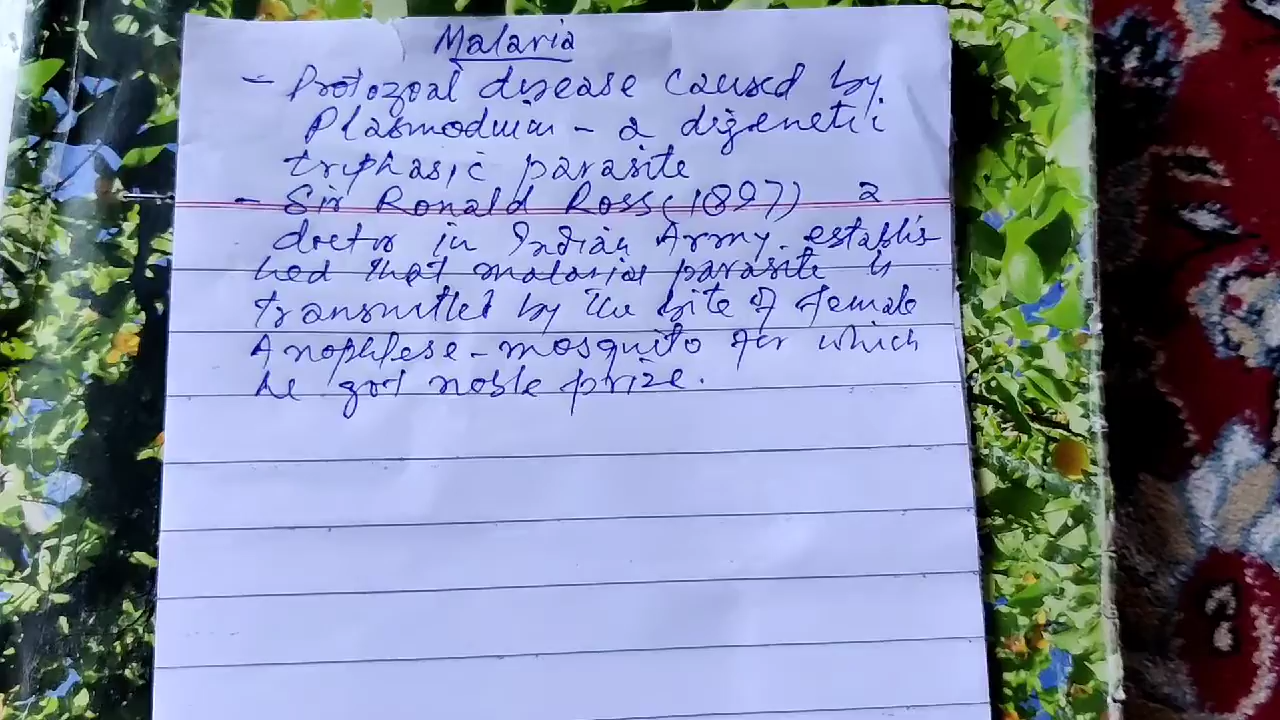 Malaria
- Protozoal disease caused by
Plasmodium - a digenetic
triphasic parasite
- Sir Ronald Ross (1897) a
doctor in Indian Army. establis
hed that malarial parasite is
transmitted by the bite of female
Anophlese - mosquito for which
he got noble prize.